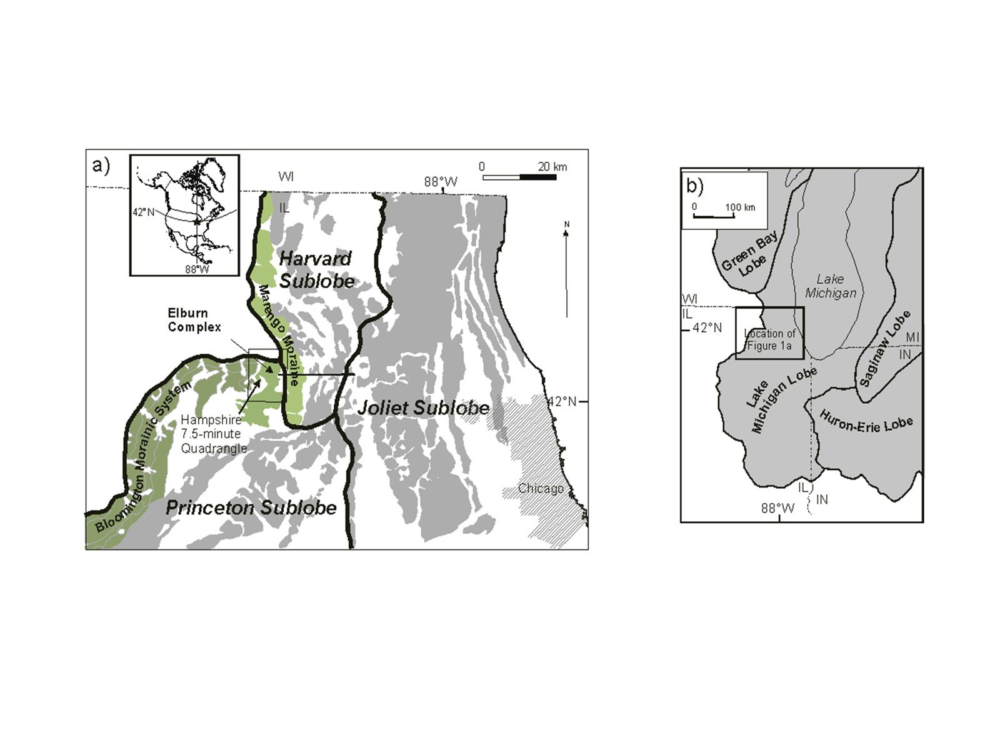 a)
WI
IL
0 20 km
88°W
N
42°N
88°W
Harvard
Sublobe
Marengo Moraine
Elburn
Complex
Bloomington Morainic System
Hampshire
7.5-minute
Quadrangle
Joliet Sublobe
42°N
Chicago
Princeton Sublobe
b)
0 100 km
Green Bay
Lobe
Lake
Michigan
WI
IL
42°N
Location of
Figure 1a
Saginaw Lobe
MI
IN
Lake
Michigan Lobe
Huron-Erie Lobe
IL
IN
88°W